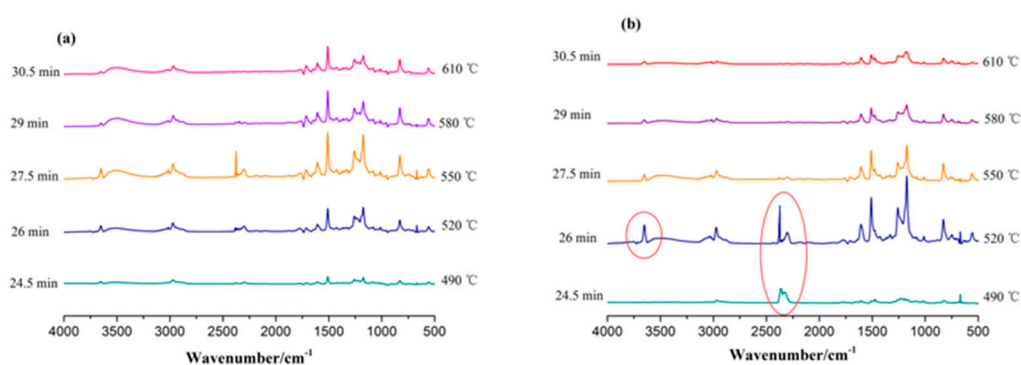 (a)
30.5 min 610 ℃
29 min 580 ℃
27.5 min 550 ℃
26 min 520 ℃
24.5 min 490 ℃
4000 3500 3000 2500 2000 1500 1000 500
Wavenumber/cm⁻¹
(b)
30.5 min 610 ℃
29 min 580 ℃
27.5 min 550 ℃
26 min 520 ℃
24.5 min 490 ℃
4000 3500 3000 2500 2000 1500 1000 500
Wavenumber/cm⁻¹